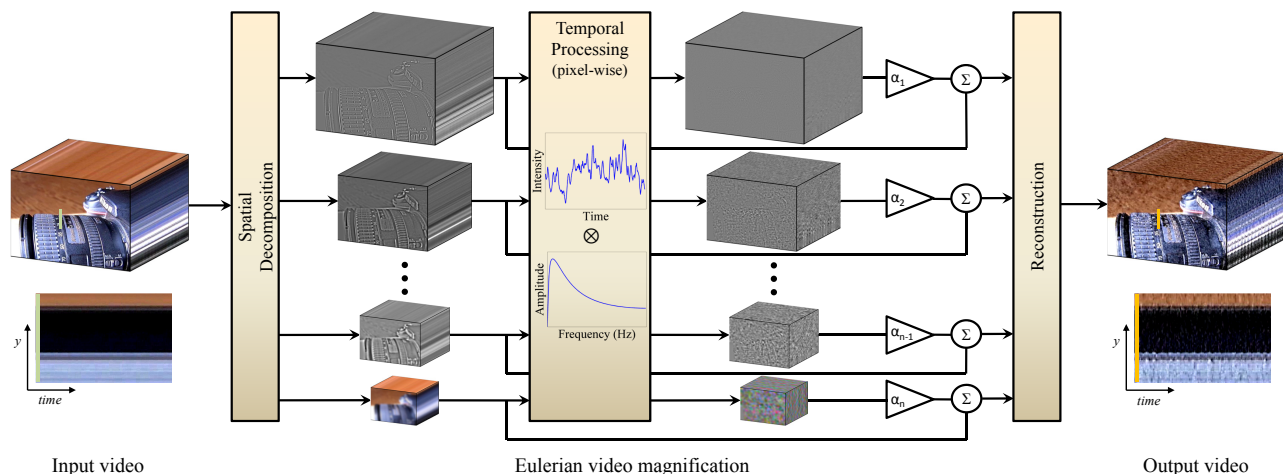 Spatial
Decomposition
Temporal
Processing
(pixel-wise)
Intensity
Time
⊗
Amplitude
Frequency (Hz)
α1
Σ
α2
Σ
αn-1
Σ
αn
Σ
Reconstruction
y
time
y
time
Input video
Eulerian video magnification
Output video